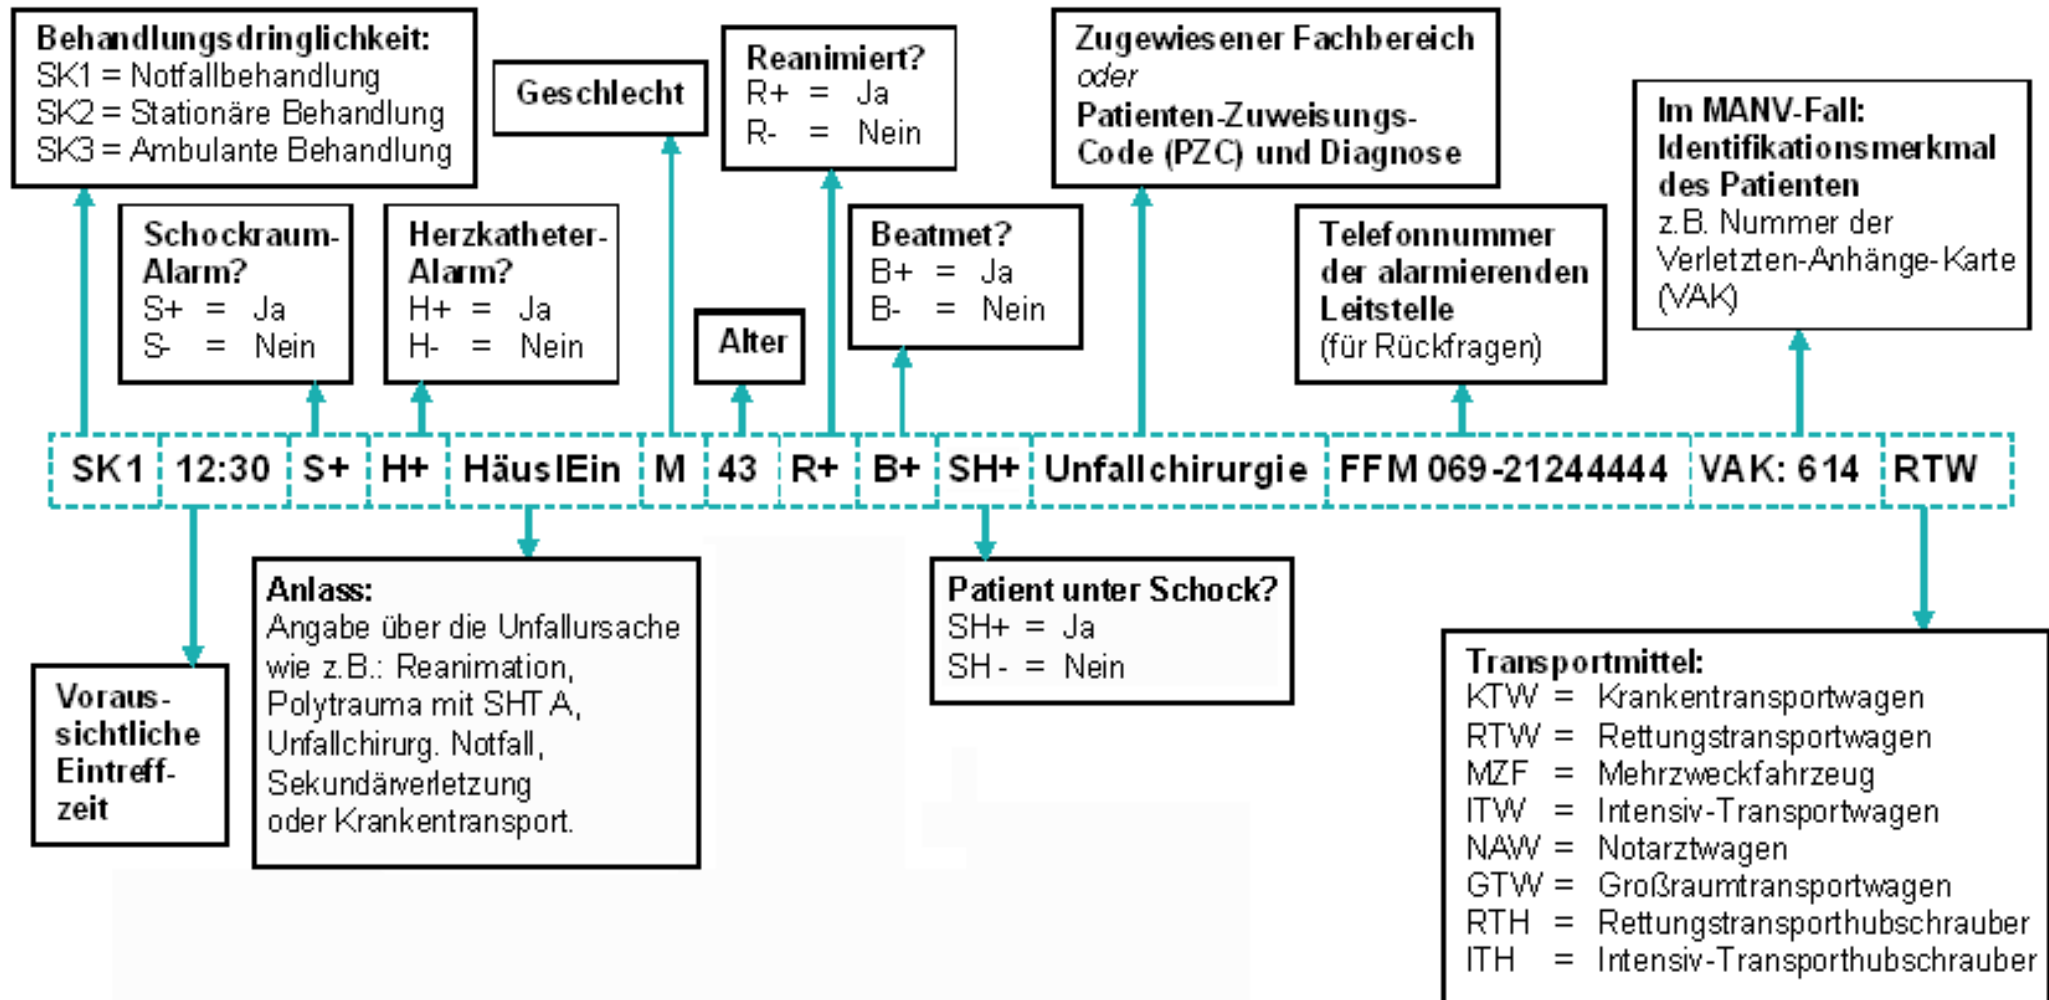 Behandlungsdringlichkeit:
SK1 = Notfallbehandlung
SK2 = Stationäre Behandlung
SK3 = Ambulante Behandlung
Schockraum-
Alarm?
S+ = Ja
S- = Nein
Herzkatheter-
Alarm?
H+ = Ja
H- = Nein
Geschlecht
Alter
Reanimiert?
R+ = Ja
R- = Nein
Beatmet?
B+ = Ja
B- = Nein
Zugewiesener Fachbereich
oder
Patienten-Zuweisungs-
Code (PZC) und Diagnose
Telefonnummer
der alarmierenden
Leitstelle
(für Rückfragen)
Im MANV-Fall:
Identifikationsmerkmal
des Patienten
z.B. Nummer der
Verletzten-Anhänge-Karte
(VAK)
SK1 12:30 S+ H+ HäuslEin M 43 R+ B+ SH+ Unfallchirurgie FFM 069-21244444 VAK: 614 RTW
Voraus-
sichtliche
Eintreff-
zeit
Anlass:
Angabe über die Unfallursache
wie z.B.: Reanimation,
Polytrauma mit SHT A,
Unfallchirurg. Notfall,
Sekundärverletzung
oder Krankentransport.
Patient unter Schock?
SH+ = Ja
SH- = Nein
Transportmittel:
KTW = Krankentransportwagen
RTW = Rettungstransportwagen
MZF = Mehrzweckfahrzeug
ITW = Intensiv-Transportwagen
NAW = Notarztwagen
GTW = Großraumtransportwagen
RTH = Rettungstransporthubschrauber
ITH = Intensiv-Transporthubschrauber